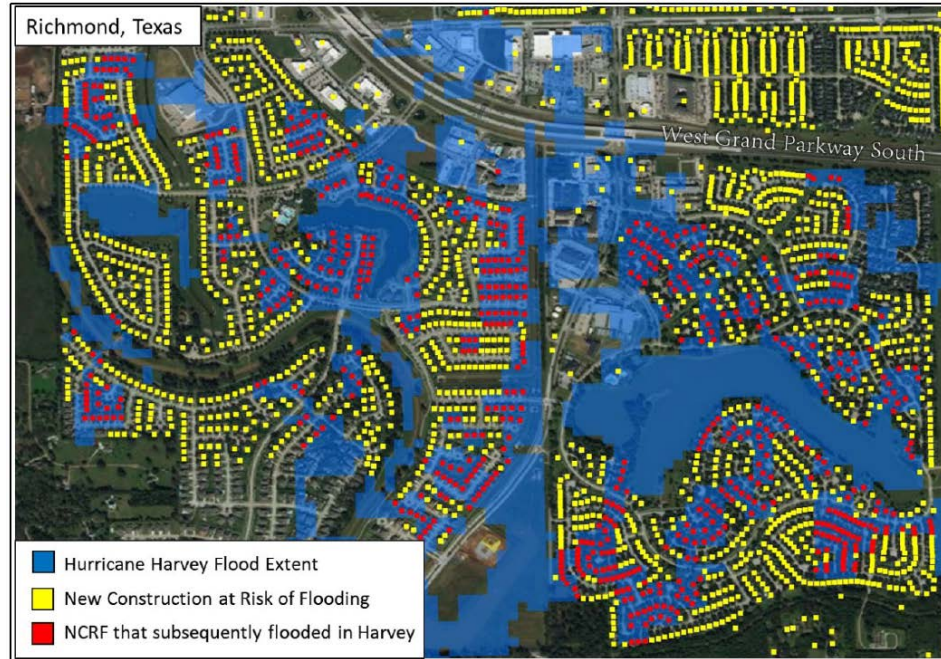 Richmond, Texas
West Grand Parkway South
Hurricane Harvey Flood Extent
New Construction at Risk of Flooding
NCRF that subsequently flooded in Harvey